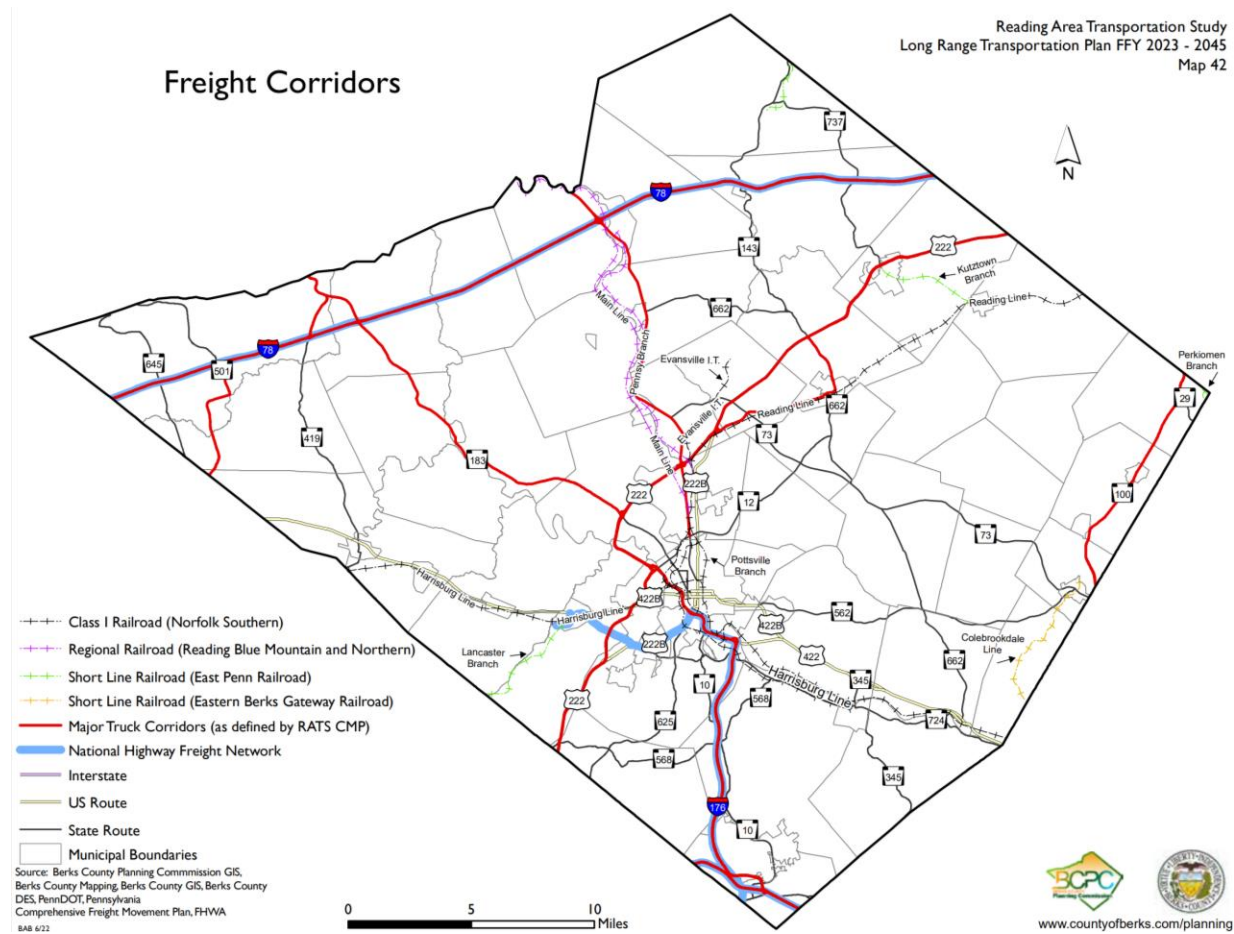 Reading Area Transportation Study
Long Range Transportation Plan FFY 2023 - 2045
Map 42
Freight Corridors
737
N
78
143
222
Kutztown
Branch
Main Line
662
Reading Line
645
78
501
Pennsy Branch
Evansville I.T.
Perkiomen
Branch
29
419
Evansville I.T.
Reading Line
662
73
183
Main Line
222
222B
12
100
73
Pottsville
Branch
Harrisburg Line
422B
Harrisburg Line
562
422B
222B
Lancaster
Branch
422
662
Colebrookdale
Line
Harrisburg Line
345
10
568
222
625
724
568
345
176
10
Class I Railroad (Norfolk Southern)
Regional Railroad (Reading Blue Mountain and Northern)
Short Line Railroad (East Penn Railroad)
Short Line Railroad (Eastern Berks Gateway Railroad)
Major Truck Corridors (as defined by RATS CMP)
National Highway Freight Network
Interstate
US Route
State Route
Municipal Boundaries
Source: Berks County Planning Commmission GIS,
Berks County Mapping, Berks County GIS, Berks County
DES, PennDOT, Pennsylvania
Comprehensive Freight Movement Plan, FHWA
BAB 6/22
0 5 10
Miles
BCPC
Planning Commission
www.countyofberks.com/planning